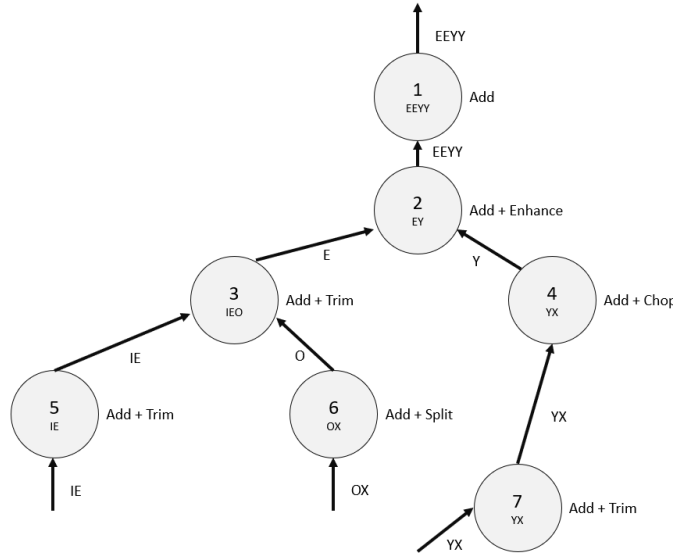 EEYY
1
EEYY
Add
EEYY
2
EY
Add + Enhance
E
Y
3
IEO
Add + Trim
4
YX
Add + Chop
IE
O
5
IE
Add + Trim
6
OX
Add + Split
YX
IE
OX
7
YX
Add + Trim
YX